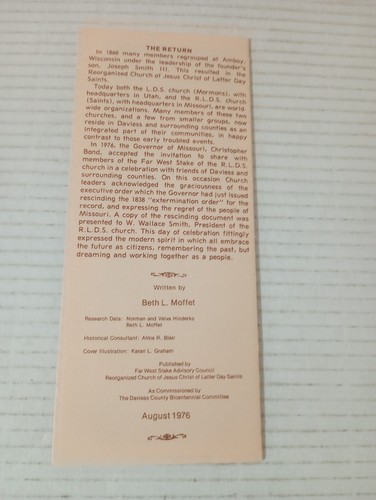 THE RETURN
In 1860 many members regrouped at Amboy,
Wisconsin under the leadership of the founder's
son, Joseph Smith III. This resulted in the
Reorganized Church of Jesus Christ of Latter Day
Saints.
Today both the L.D.S. church (Mormons), with
headquarters in Utah, and the R.L.D.S. church
(Saints), with headquarters in Missouri, are world-
wide organizations. Many members of these two
churches, and a few from smaller groups, now
reside in Daviess and surrounding counties as an
integrated part of their communities, in happy
contrast to those early troubled events.
In 1976, the Governor of Missouri, Christopher
Bond, accepted the invitation to share with
members of the Far West Stake of the R.L.D.S.
church in a celebration with friends of Daviess and
surrounding counties. On this occasion Church
leaders acknowledged the graciousness of the
executive order which the Governor had just issued
rescinding the 1838 "extermination order" for the
record, and expressing the regret of the people of
Missouri. A copy of the rescinding document was
presented to W. Wallace Smith, President of the
R.L.D.S. church. This day of celebration fittingly
expressed the modern spirit in which all embrace
the future as citizens, remembering the past, but
dreaming and working together as a people.
Written by
Beth L. Moffet
Research Data: Norman and Velva Hinderks
Beth L. Moffet
Historical Consultant: Alma R. Blair
Cover Illustration: Karan L. Graham
Published by
Far West Stake Advisory Council
Reorganized Church of Jesus Christ of Latter Day Saints
As Commissioned by
The Daviess County Bicentennial Committee
August 1976